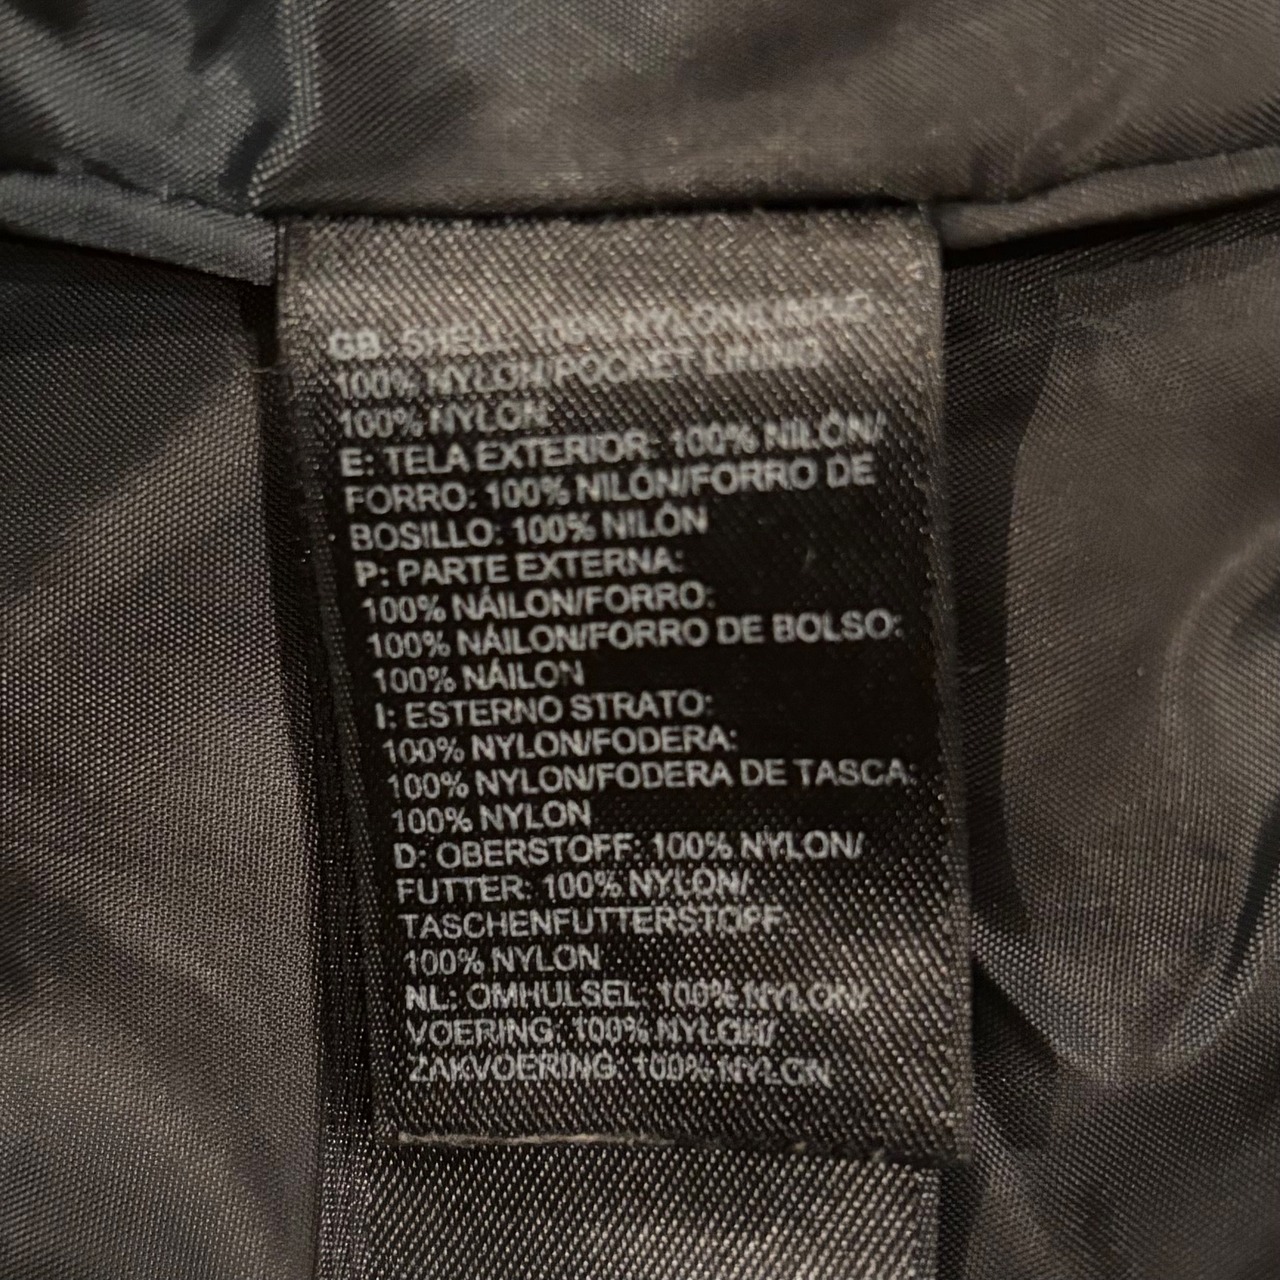 GB: SHELL: 100% NYLON/LINING:
100% NYLON/POCKET LINING:
100% NYLON
E: TELA EXTERIOR: 100% NILÓN/
FORRO: 100% NILÓN/FORRO DE
BOSILLO: 100% NILÓN
P: PARTE EXTERNA:
100% NÁILON/FORRO:
100% NÁILON/FORRO DE BOLSO:
100% NÁILON
I: ESTERNO STRATO:
100% NYLON/FODERA:
100% NYLON/FODERA DE TASCA:
100% NYLON
D: OBERSTOFF: 100% NYLON/
FUTTER: 100% NYLON/
TASCHENFUTTERSTOFF:
100% NYLON
NL: OMHULSEL: 100% NYLON/
VOERING: 100% NYLON/
ZAKVOERING: 100% NYLON